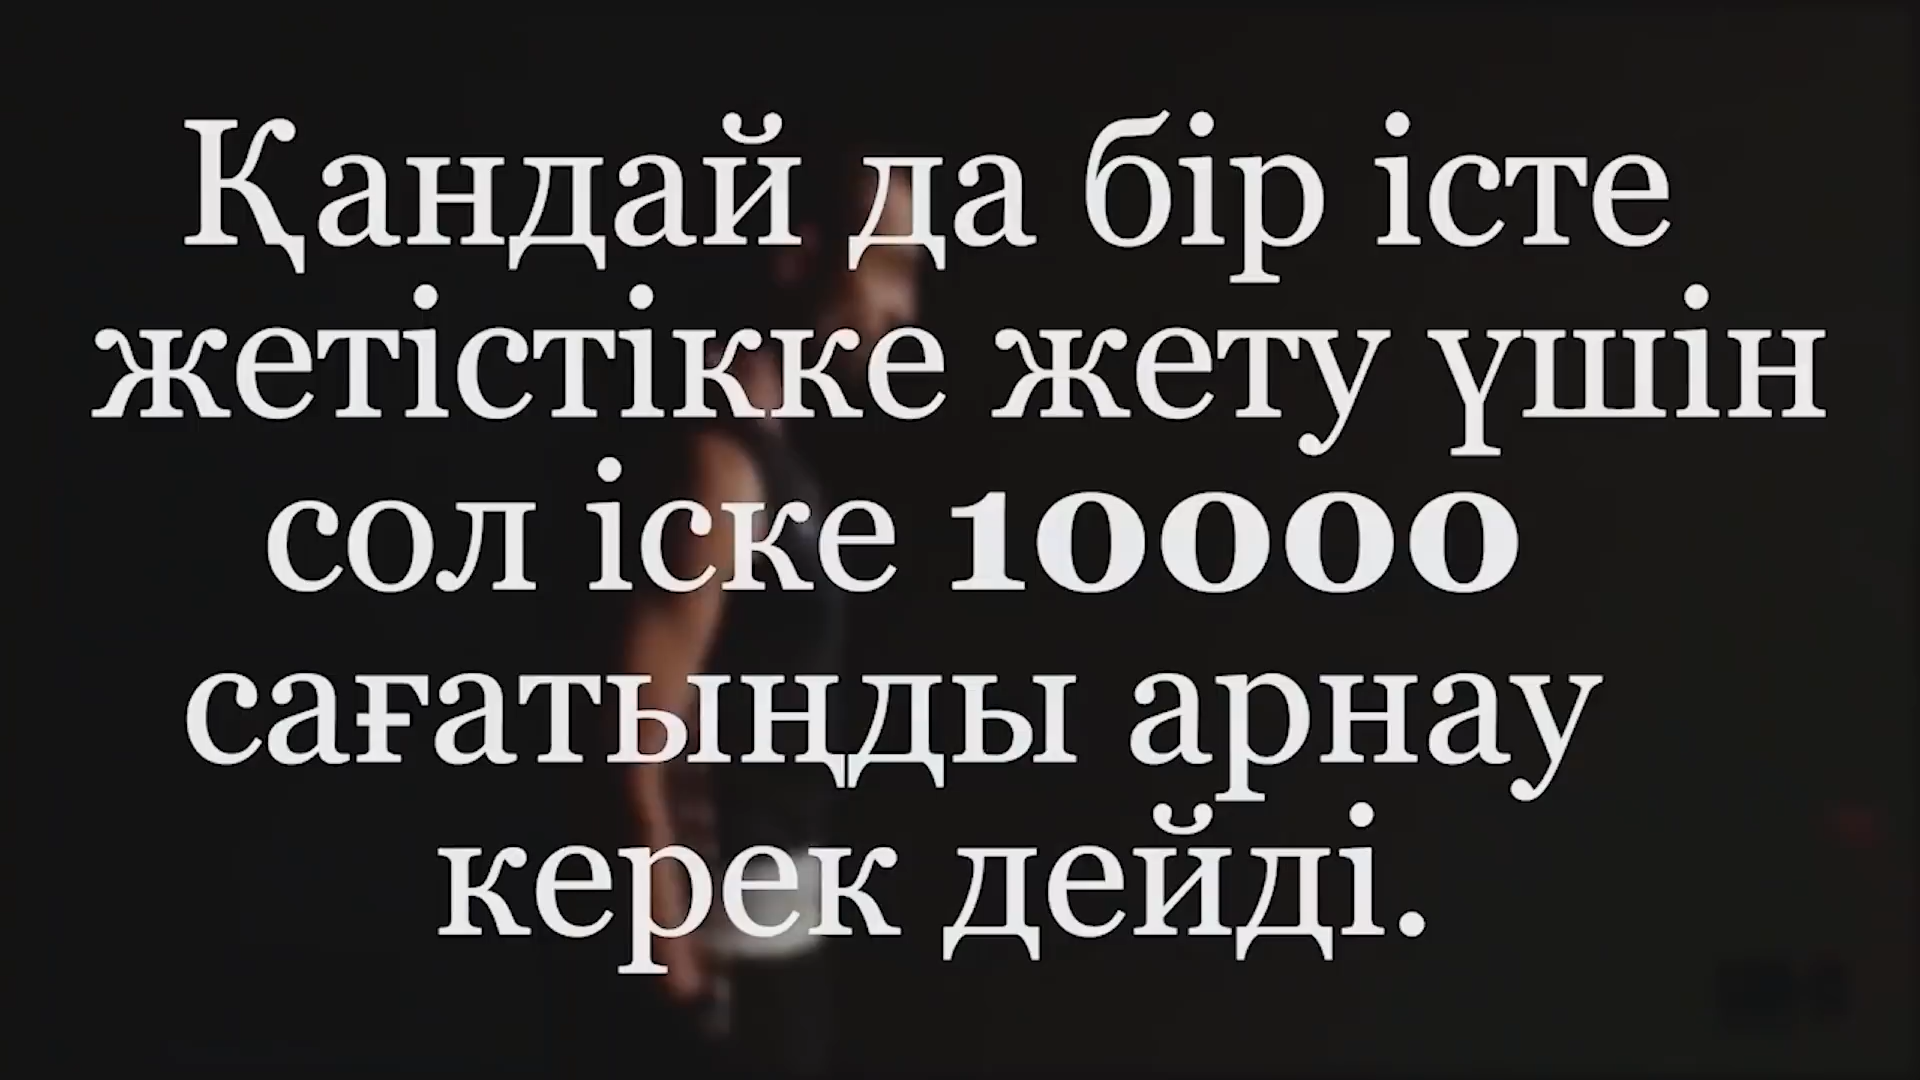 Қандай да бір істе
жетістікке жету үшін
сол іске 10000
сағатыңды арнау
керек дейді.